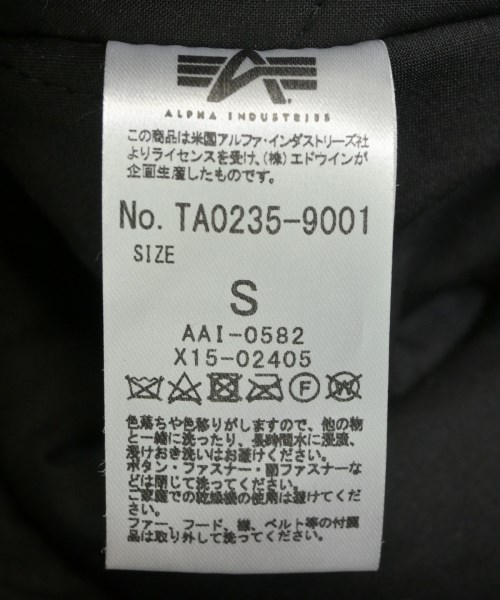 ALPHA INDUSTRIES
この商品は米国アルファ・インダストリーズ社
よりライセンスを受け、(株)エドウインが
企画生産したものです。
No. TA0235-9001
SIZE
S
AAI-0582
X15-02405
F
W
色落ちや色移りがしますので、他の物
と一緒に洗ったり、長時間水に浸漬、
浸けおき洗いはお避けください。
ボタン・ファスナー・面ファスナーな
どは閉じて洗ってください。
ご家庭での乾燥機の使用は避けてくだ
さい。
ファー、フード、襟、ベルト等の付属
品は取り外して洗ってください。